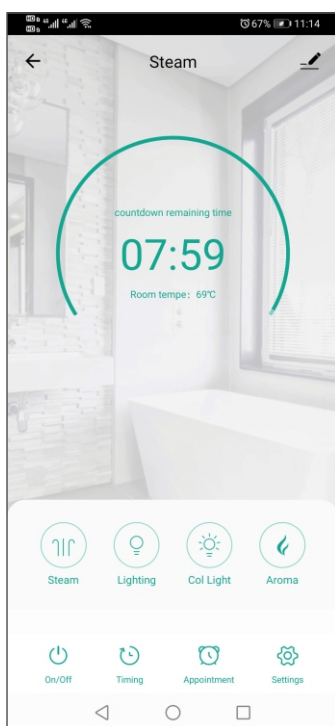 67% 11:14
Steam
countdown remaining time
07:59
Room tempe: 69℃
Steam Lighting Col Light Aroma
On/Off Timing Appointment Settings